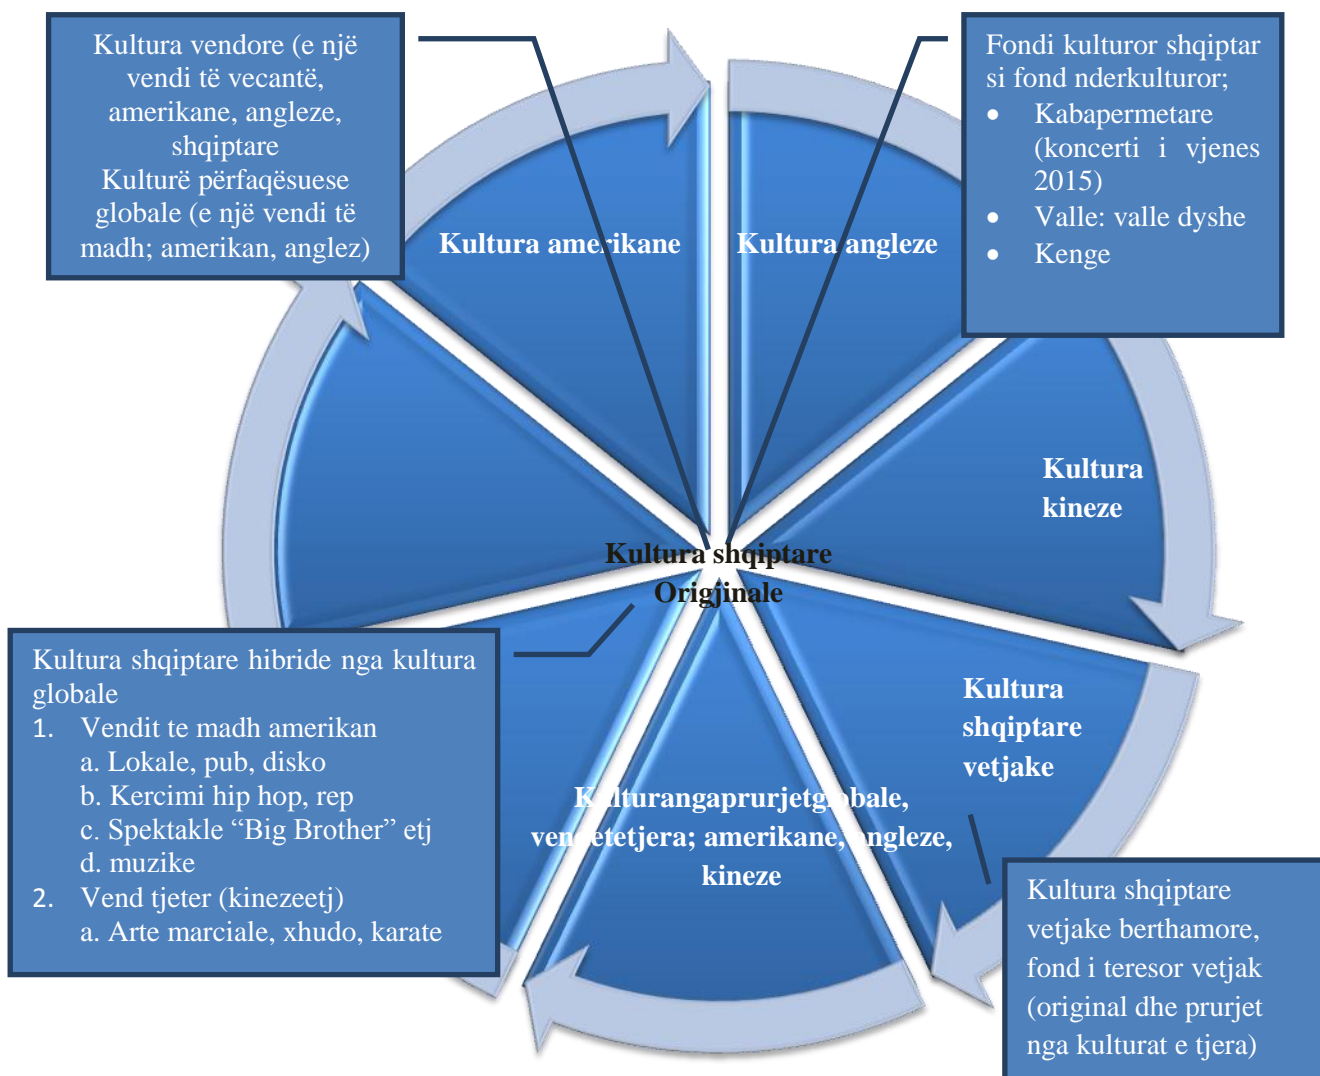 Kultura vendore (e një
vendi të vecantë,
amerikane, angleze,
shqiptare
Kulturë përfaqësuese
globale (e një vendi të
madh; amerikan, anglez)
Fondi kulturor shqiptar
si fond nderkulturor;
• Kabapermetare
(koncerti i vjenes
2015)
• Valle: valle dyshe
• Kenge
Kultura amerikane
Kultura angleze
Kultura
kineze
Kultura shqiptare
Origjinale
Kultura shqiptare hibride nga kultura
globale
1. Vendit te madh amerikan
a. Lokale, pub, disko
b. Kercimi hip hop, rep
c. Spektakle “Big Brother” etj
d. muzike
2. Vend tjeter (kinezeetj)
a. Arte marciale, xhudo, karate
Kultura
shqiptare
vetjake
Kulturangaprurjetglobale,
vendetetjera; amerikane, angleze,
kineze
Kultura shqiptare
vetjake berthamore,
fond i teresor vetjak
(original dhe prurjet
nga kulturat e tjera)